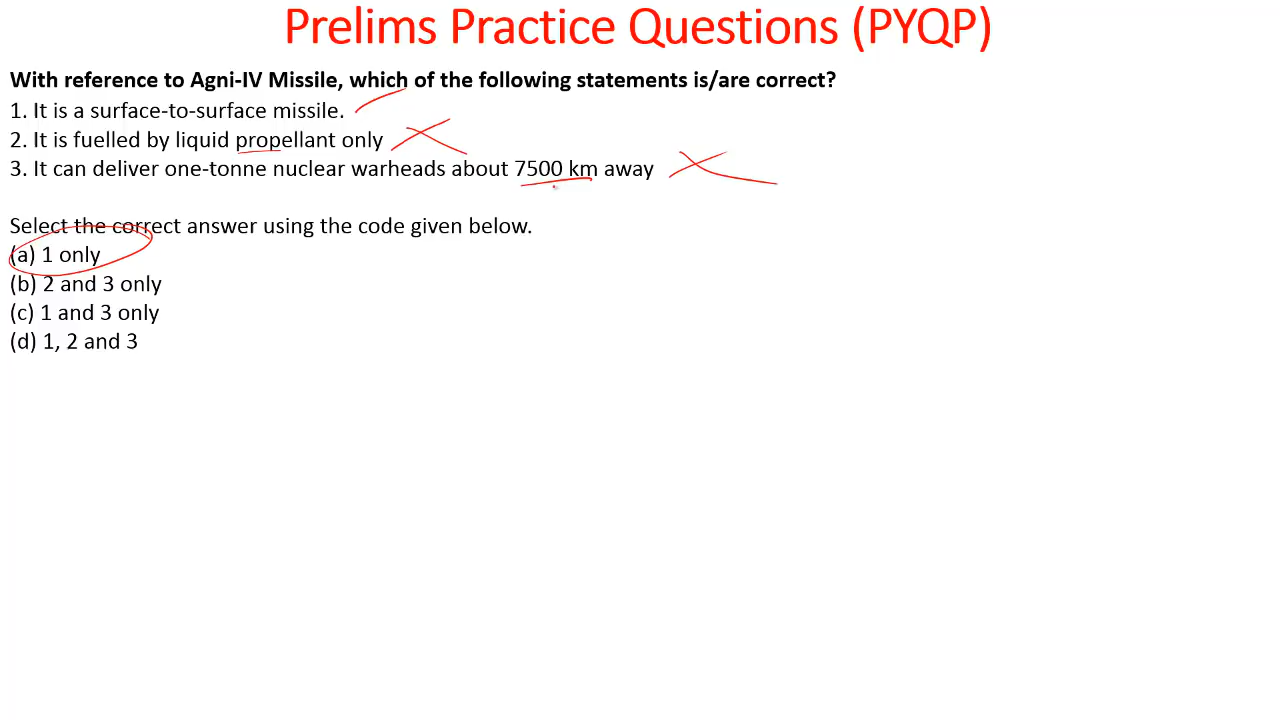 Prelims Practice Questions (PYQP)
With reference to Agni-IV Missile, which of the following statements is/are correct?
1. It is a surface-to-surface missile.
2. It is fuelled by liquid propellant only
3. It can deliver one-tonne nuclear warheads about 7500 km away
Select the correct answer using the code given below.
(a) 1 only
(b) 2 and 3 only
(c) 1 and 3 only
(d) 1, 2 and 3